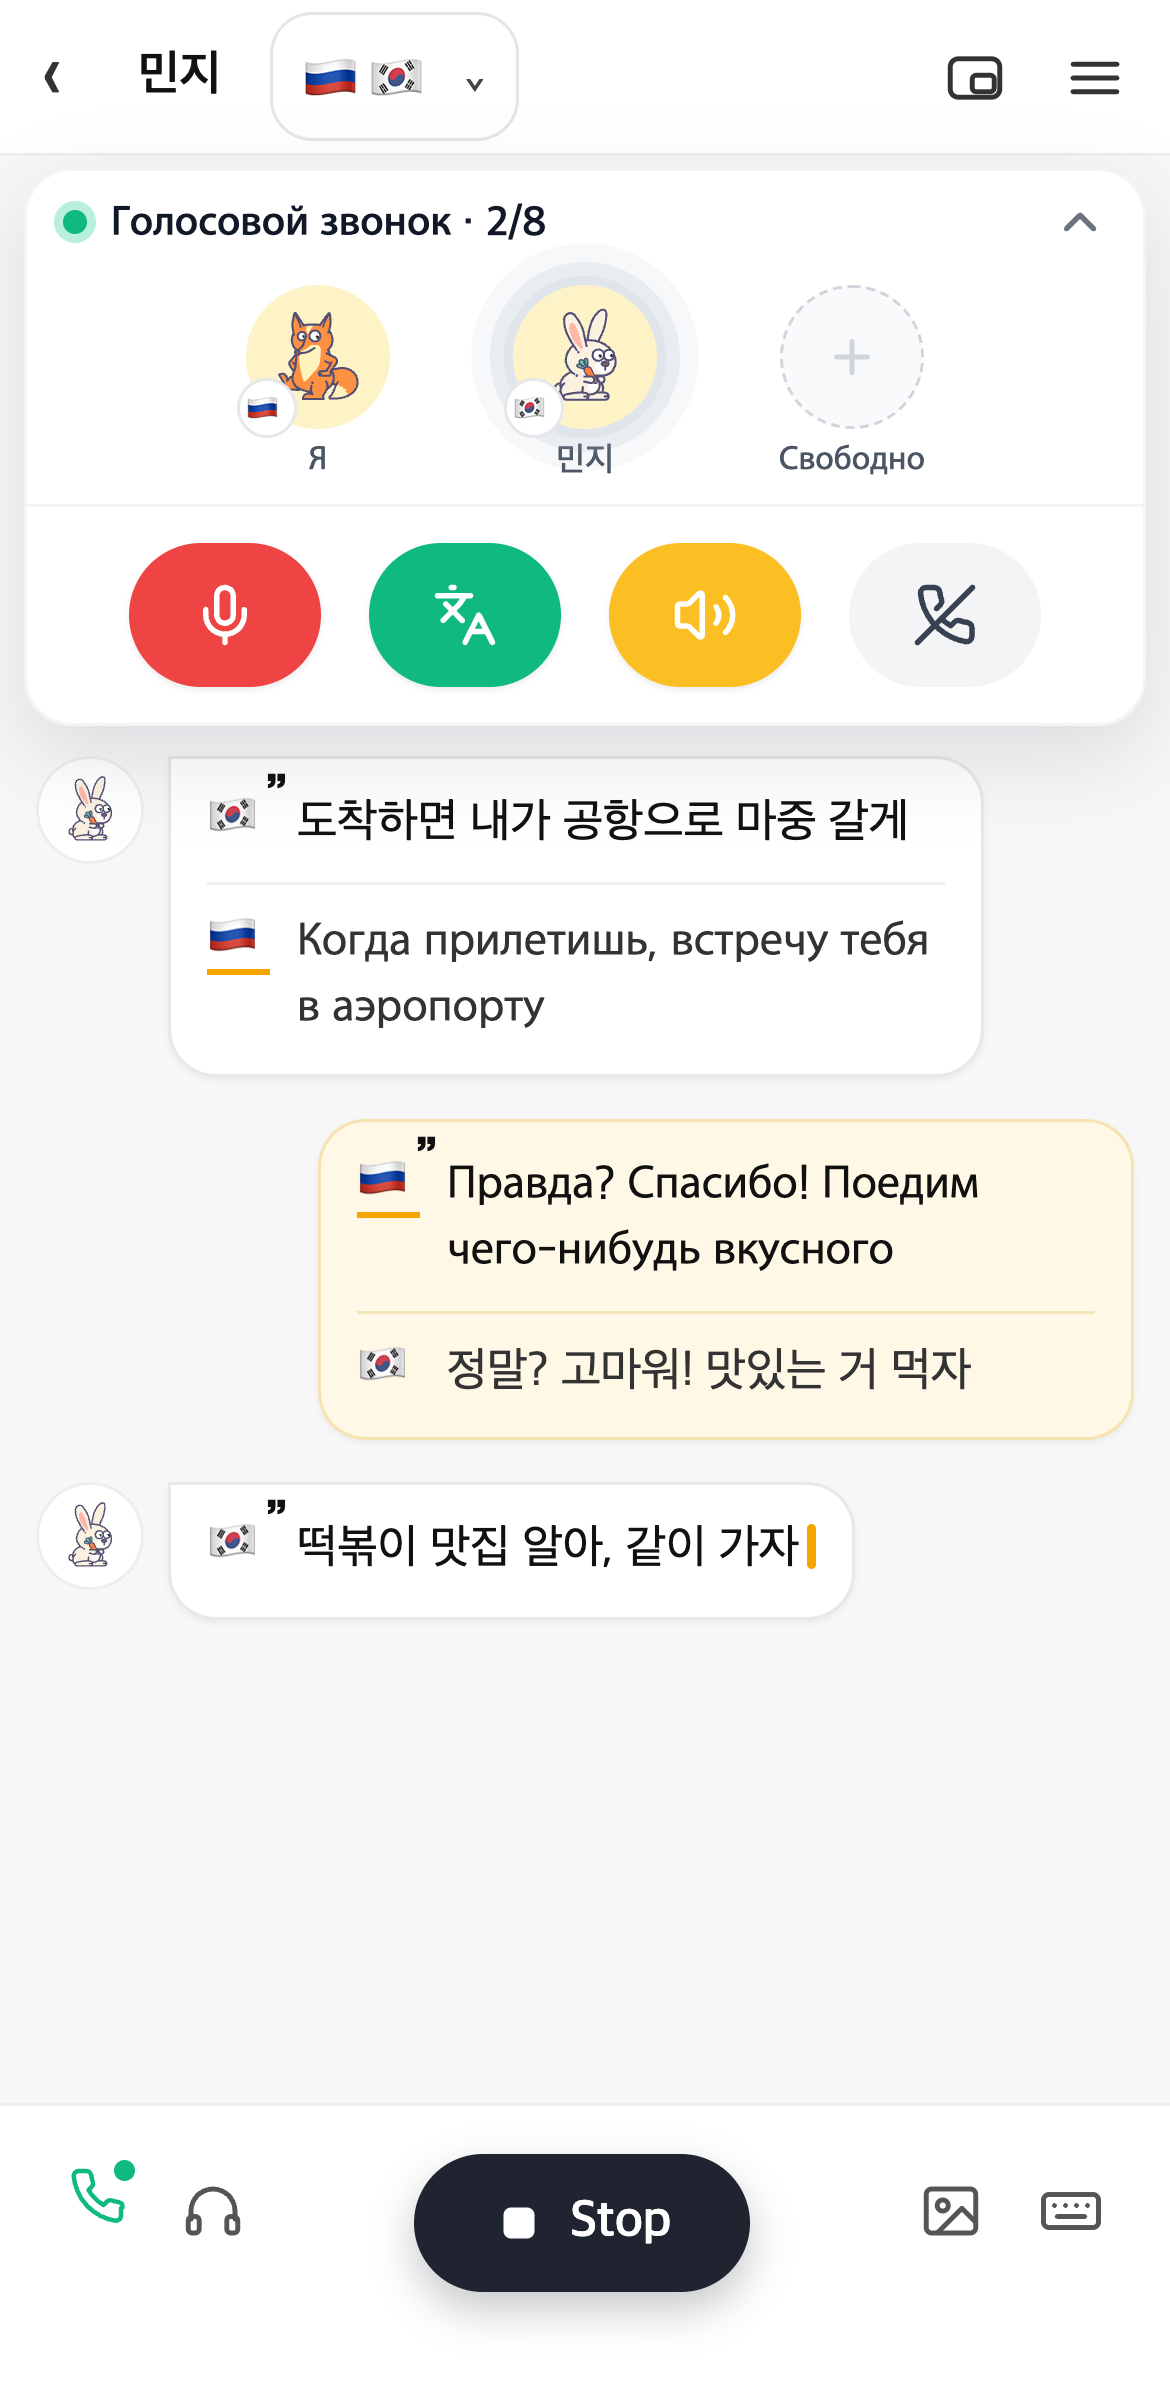 민지
Голосовой звонок · 2/8
Я
민지
Свободно
도착하면 내가 공항으로 마중 갈게
Когда прилетишь, встречу тебя
в аэропорту
Правда? Спасибо! Поедим
чего-нибудь вкусного
정말? 고마워! 맛있는 거 먹자
떡볶이 맛집 알아, 같이 가자
Stop